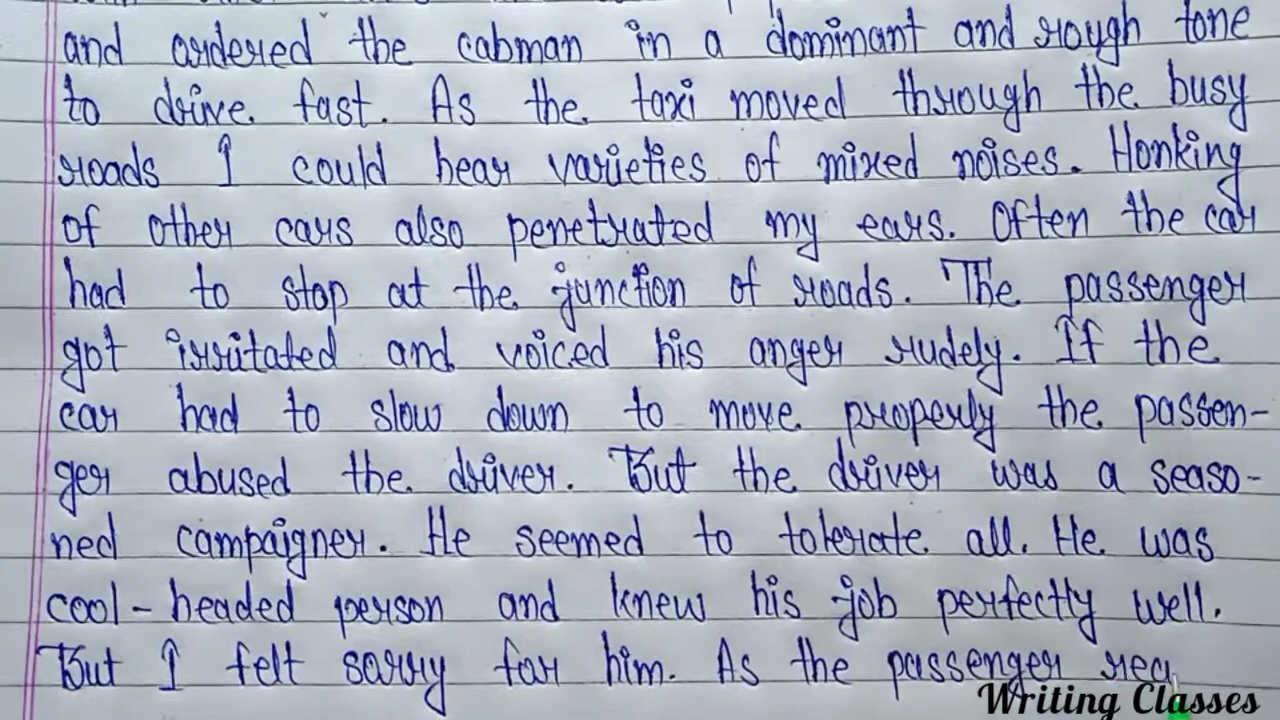 and ordered the cabman in a dominant and rough tone
to drive fast. As the taxi moved through the busy
roads I could hear varieties of mixed noises. Honking
of other cars also penetrated my ears. Often the car
had to stop at the junction of roads. The passenger
got irritated and voiced his anger rudely. If the
car had to slow down to move properly the passen-
ger abused the driver. But the driver was a seaso-
ned campaigner. He seemed to tolerate all. He was
cool-headed person and knew his job perfectly well.
But I felt sorry for him. As the passenger rea
Writing Classes